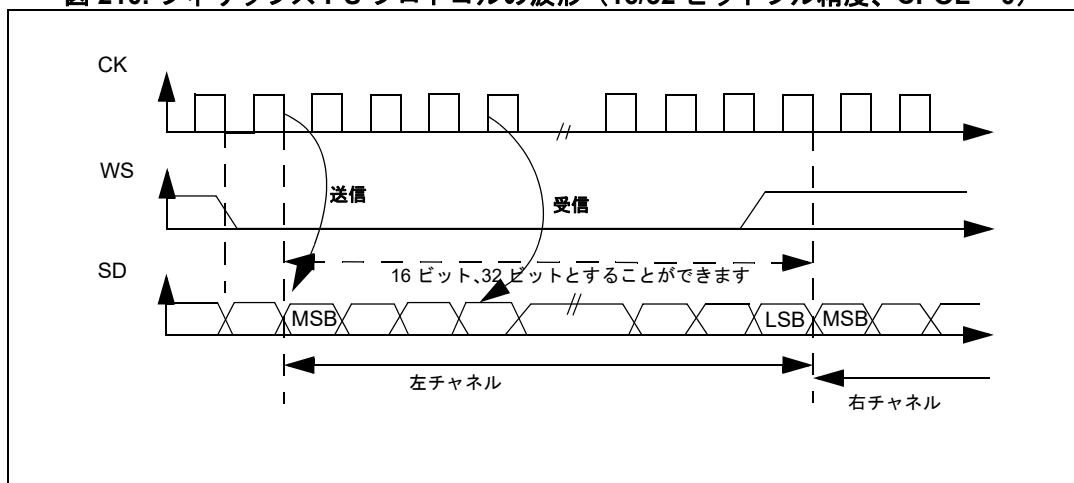 CK
WS
送信
受信
SD
16 ビット、32 ビットとすることができます
MSB
LSB
MSB
左チャネル
右チャネル